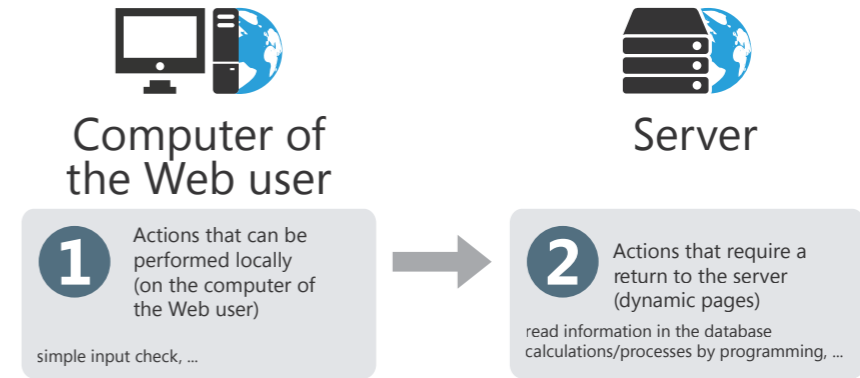 Computer of
the Web user
Server
1
Actions that can be
performed locally
(on the computer of
the Web user)
simple input check, ...
2
Actions that require a
return to the server
(dynamic pages)
read information in the database
calculations/processes by programming, ...